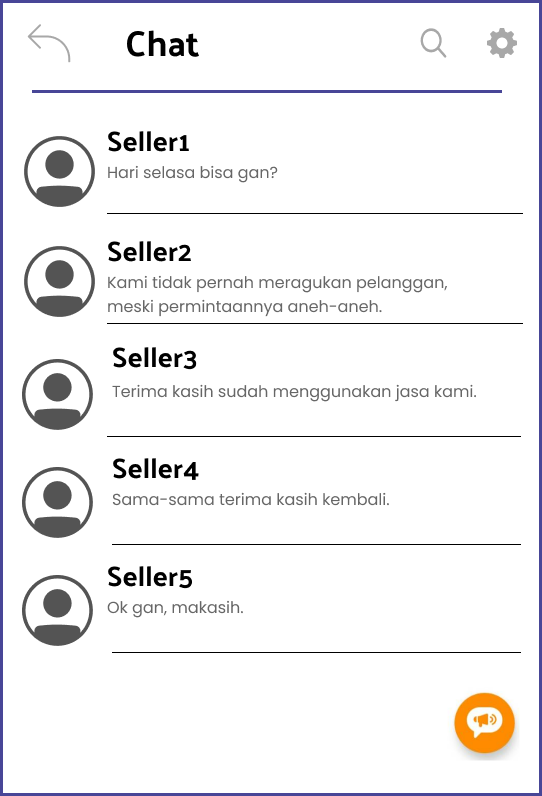 Chat
Seller1
Hari selasa bisa gan?
Seller2
Kami tidak pernah meragukan pelanggan,
meski permintaannya aneh-aneh.
Seller3
Terima kasih sudah menggunakan jasa kami.
Seller4
Sama-sama terima kasih kembali.
Seller5
Ok gan, makasih.